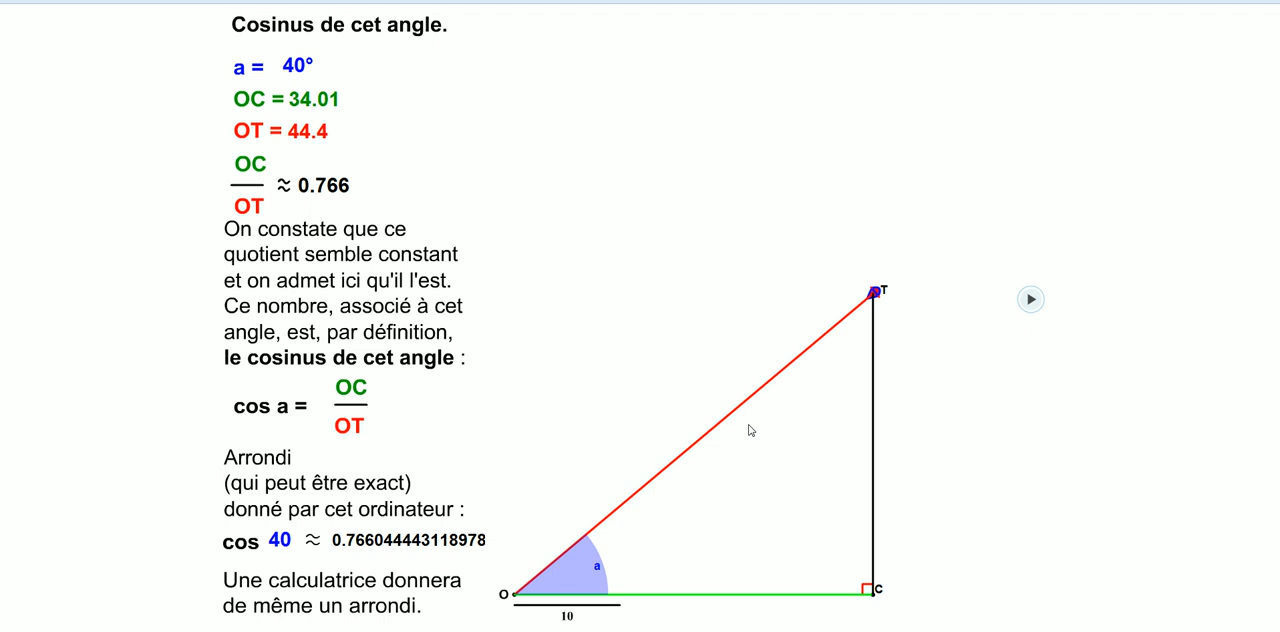 Cosinus de cet angle.
a = 40°
OC = 34.01
OT = 44.4
OC
≈ 0.766
OT
On constate que ce
quotient semble constant
et on admet ici qu'il l'est.
Ce nombre, associé à cet
angle, est, par définition,
le cosinus de cet angle :
OC
cos a =
OT
Arrondi
(qui peut être exact)
donné par cet ordinateur :
cos 40 ≈ 0.766044443118978
Une calculatrice donnera
de même un arrondi.
T
a
O
C
10